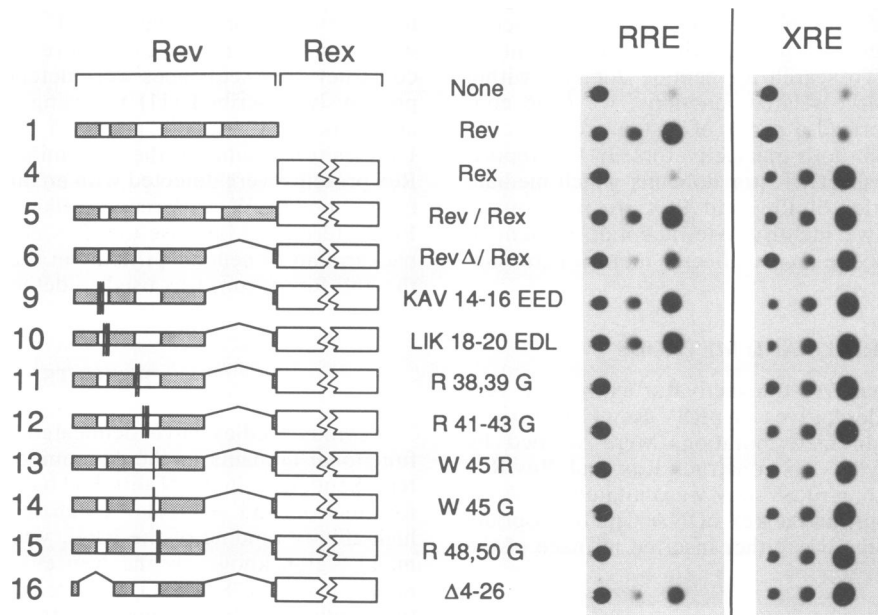 Rev Rex RRE XRE
None
1 Rev
4 Rex
5 Rev / Rex
6 RevΔ/ Rex
9 KAV 14-16 EED
10 LIK 18-20 EDL
11 R 38,39 G
12 R 41-43 G
13 W 45 R
14 W 45 G
15 R 48,50 G
16 Δ4-26